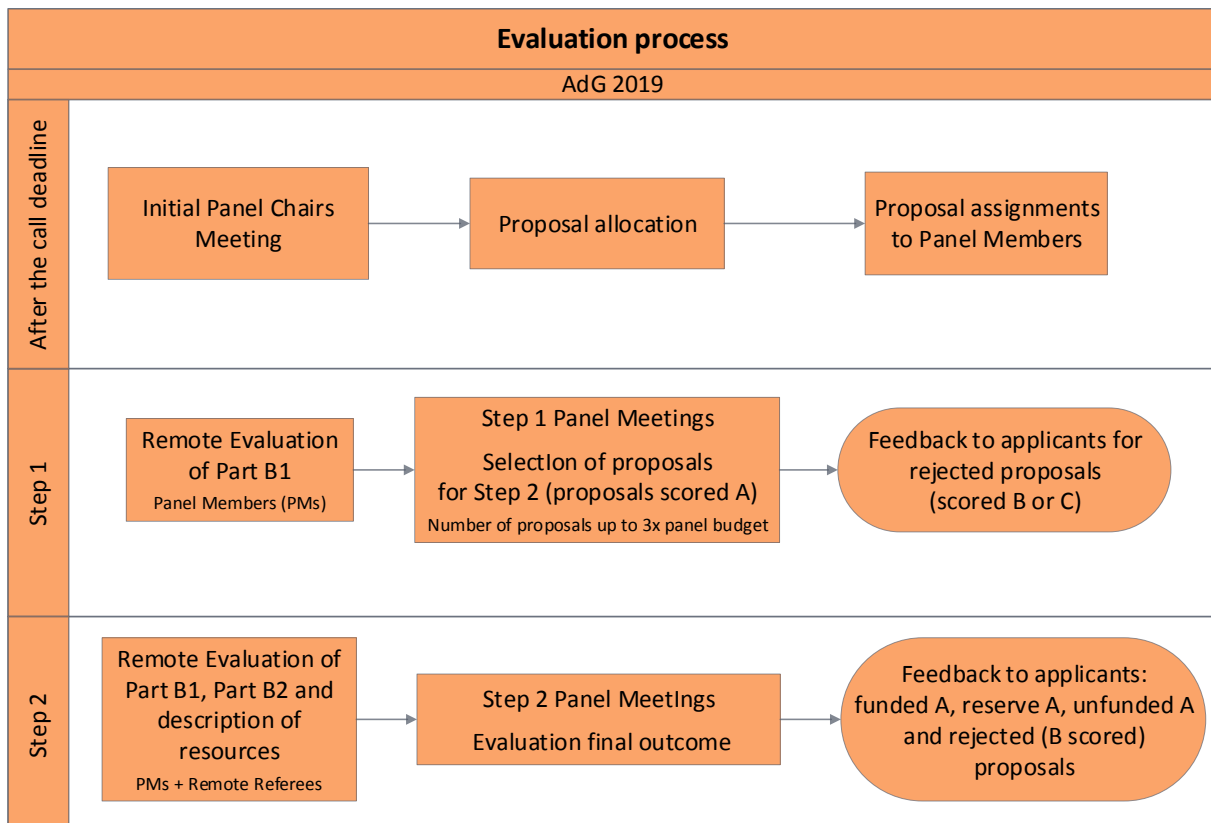 Evaluation process
AdG 2019
After the call deadline
Initial Panel Chairs
Meeting
Proposal allocation
Proposal assignments
to Panel Members
Step 1
Remote Evaluation
of Part B1
Panel Members (PMs)
Step 1 Panel Meetings
SelectIon of proposals
for Step 2 (proposals scored A)
Number of proposals up to 3x panel budget
Feedback to applicants for
rejected proposals
(scored B or C)
Step 2
Remote Evaluation of
Part B1, Part B2 and
description of
resources
PMs + Remote Referees
Step 2 Panel MeetIngs
Evaluation final outcome
Feedback to applicants:
funded A, reserve A, unfunded A
and rejected (B scored)
proposals